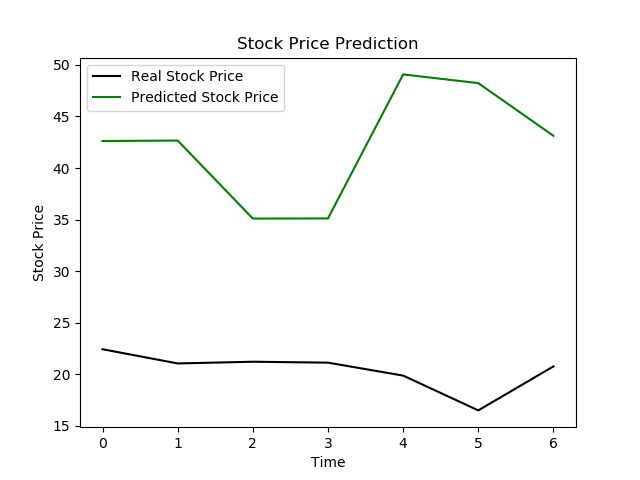 Stock Price Prediction
Real Stock Price
Predicted Stock Price
Stock Price
50
45
40
35
30
25
20
15
0 1 2 3 4 5 6
Time